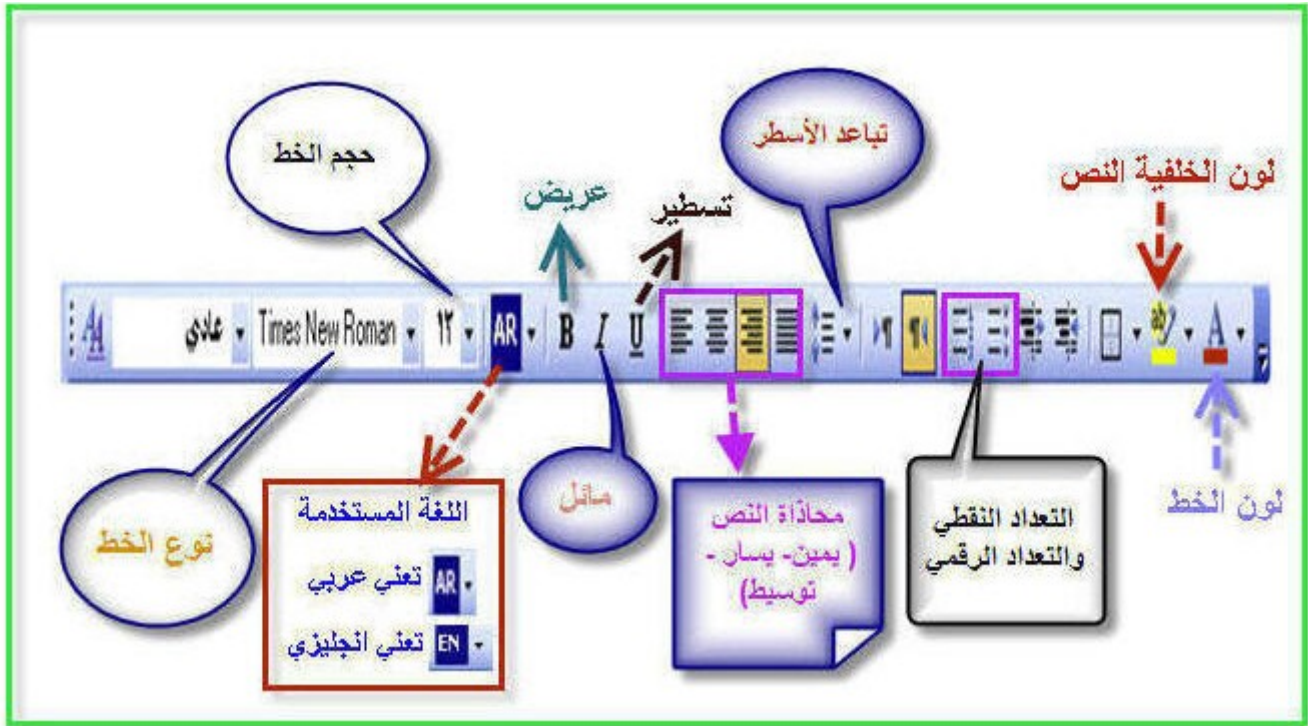 حجم الخط
تباعد الأسطر
لون الخلفية النص
عريض
تسطير
عادي
Times New Roman
١٢
AR
B
I
U
ab
A
نوع الخط
اللغة المستخدمة
AR تعني عربي
EN تعني انجليزي
مائل
محاذاة النص
( يمين- يسار -
توسيط)
التعداد النقطي
والتعداد الرقمي
لون الخط